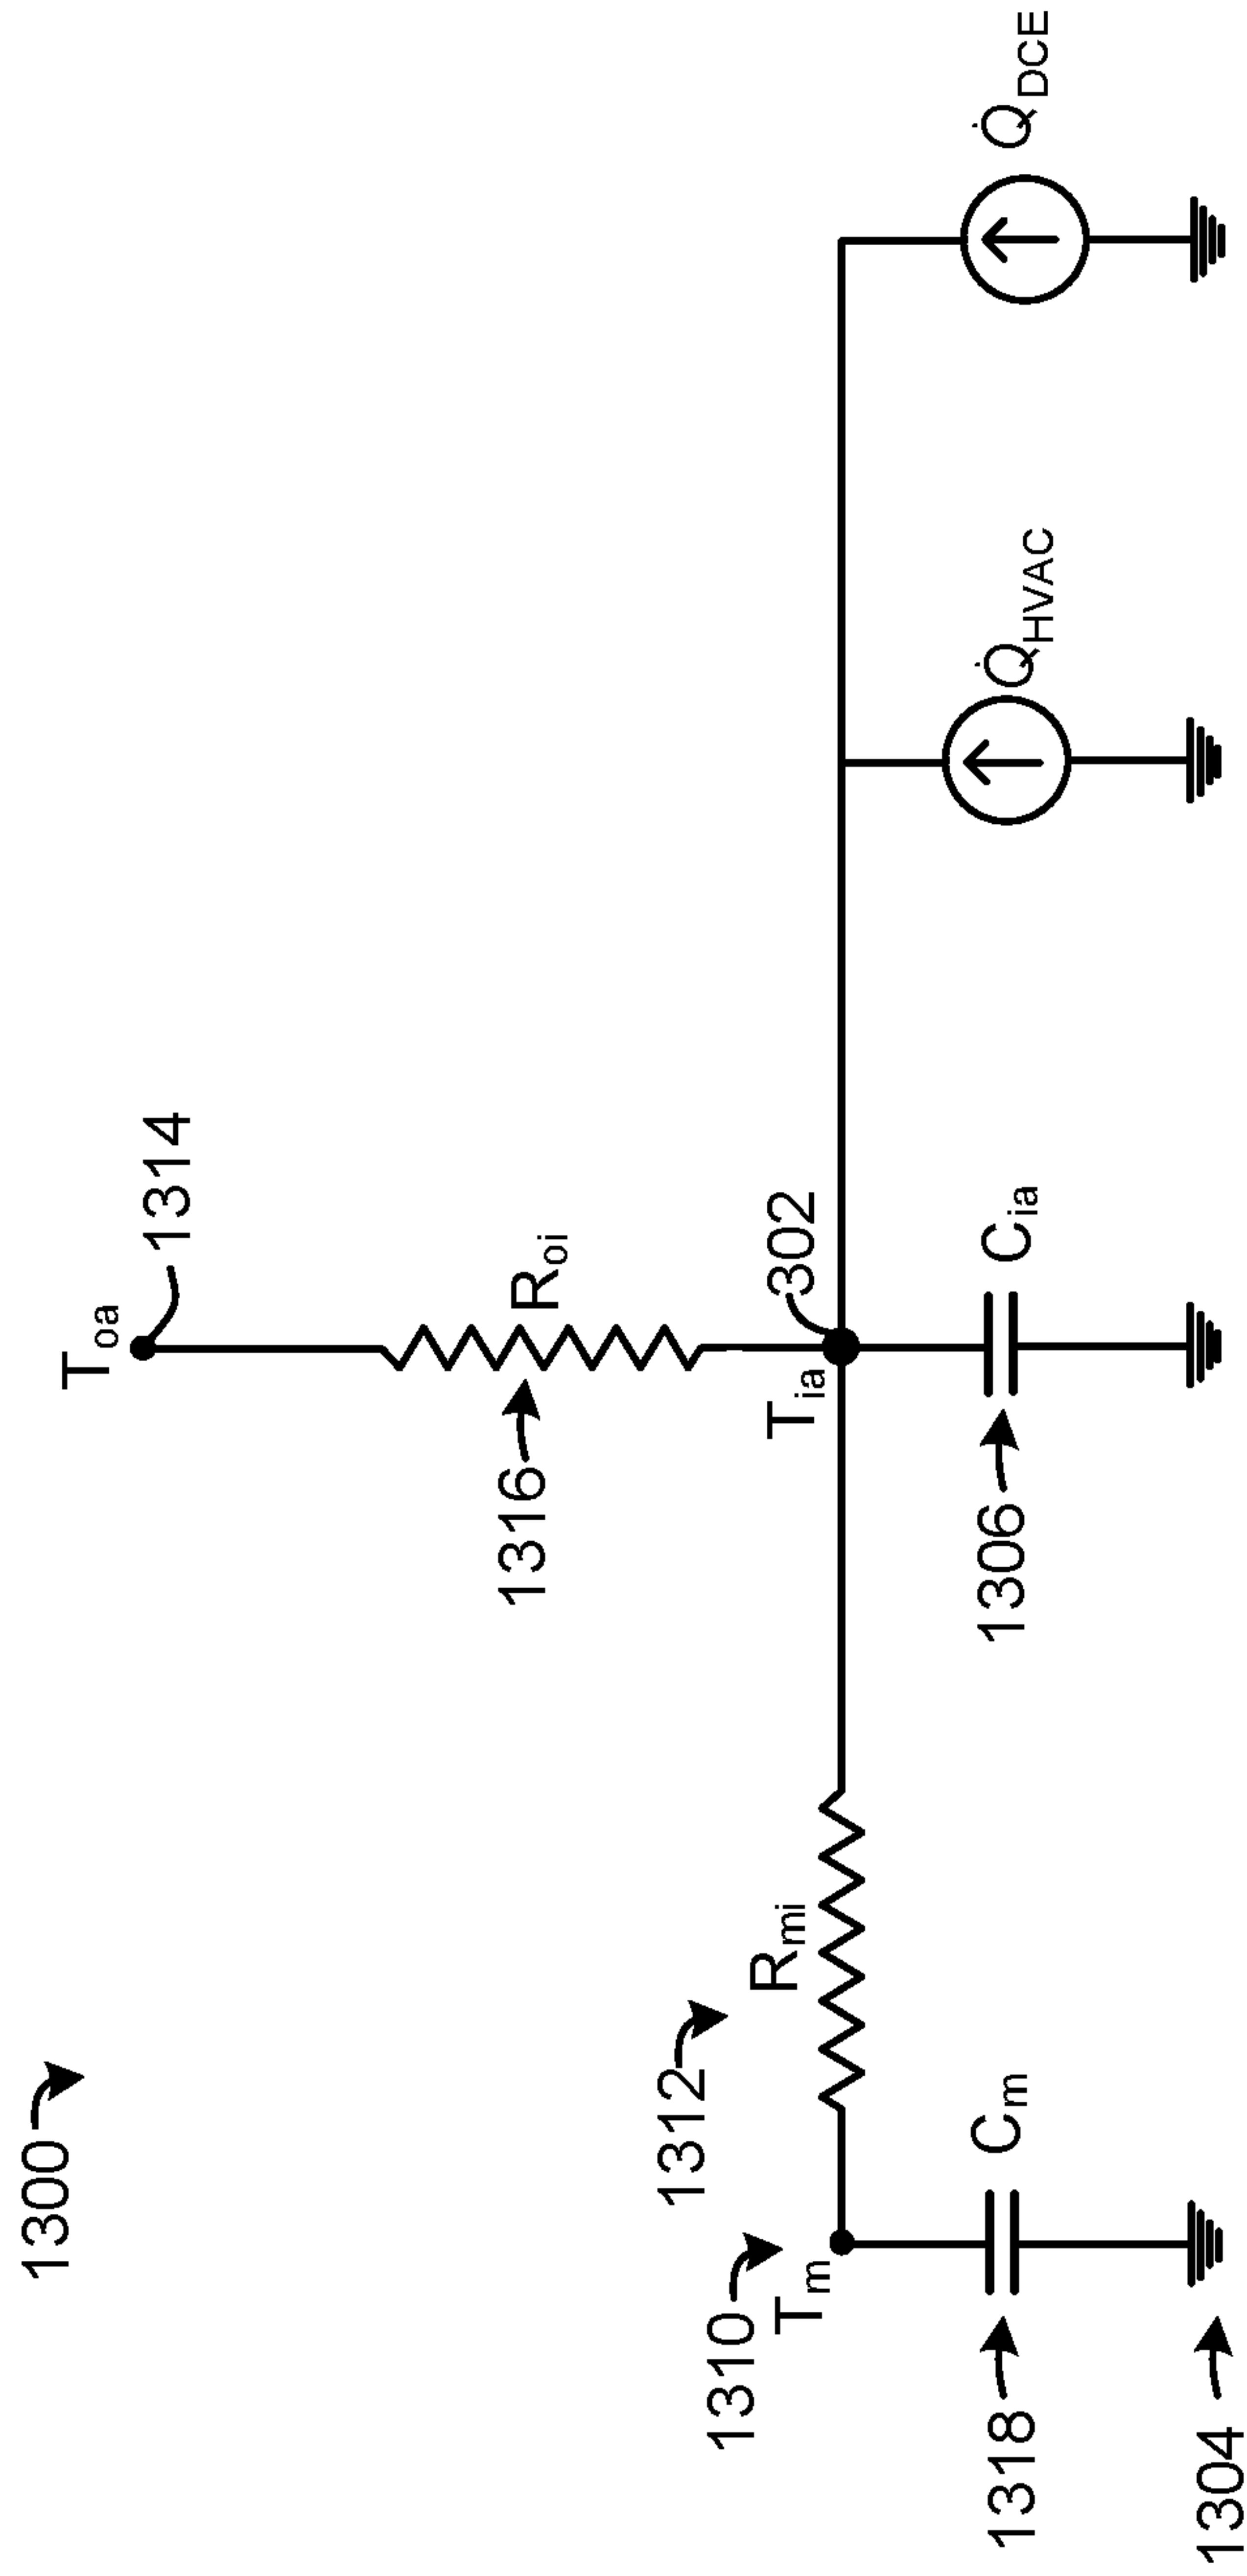 1300
T_oa
1314
1316
R_oi
1312
R_mi
1310
T_m
T_ia
302
1318
C_m
1306
C_ia
Q̇_HVAC
Q̇_DCE
1304